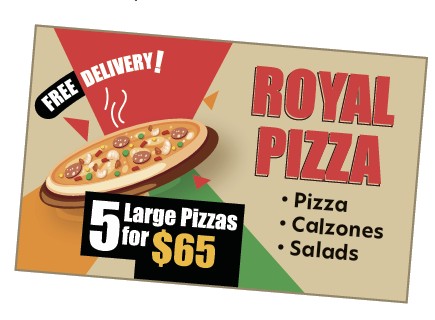 FREE DELIVERY!
ROYAL
PIZZA
• Pizza
• Calzones
• Salads
5 Large Pizzas
for $65